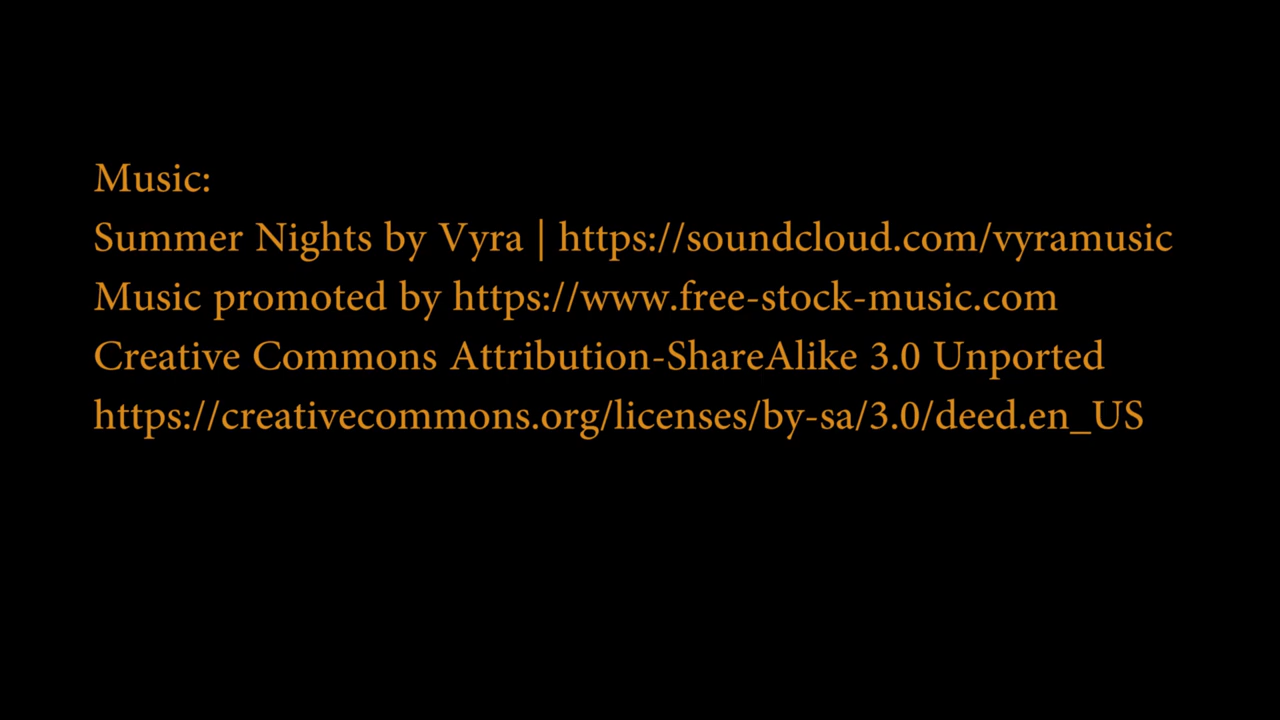 Music:
Summer Nights by Vyra | https://soundcloud.com/vyramusic
Music promoted by https://www.free-stock-music.com
Creative Commons Attribution-ShareAlike 3.0 Unported
https://creativecommons.org/licenses/by-sa/3.0/deed.en_US